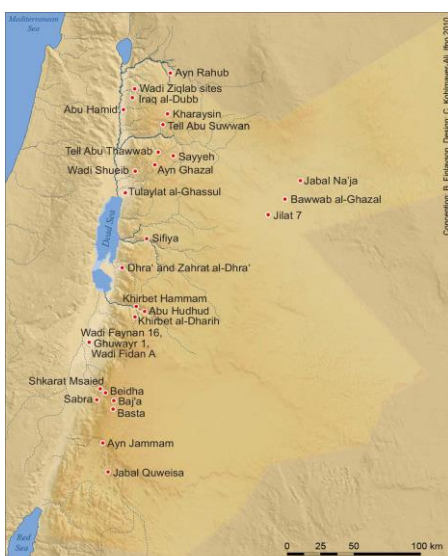 Mediterranean
Sea
Ayn Rahub
Wadi Ziqlab sites
Iraq al-Dubb
Abu Hamid
Kharaysin
Tell Abu Suwwan
Tell Abu Thawwab
Sayyeh
Wadi Shueib
Ayn Ghazal
Jabal Na'ja
Tulaylat al-Ghassul
Bawwab al-Ghazal
Jilat 7
Dead Sea
Sifiya
Dhra' and Zahrat al-Dhra'
Khirbet Hammam
Abu Hudhud
Khirbet al-Dharih
Wadi Faynan 16,
Ghuwayr 1,
Wadi Fidan A
Shkarat Msaied
Beidha
Sabra
Baj'a
Basta
Ayn Jammam
Jabal Quweisa
Red
Sea
0 25 50 100 km
Conception: B. Finlayson, Design: C. Kohlmayer-Ali, ifpo 2010